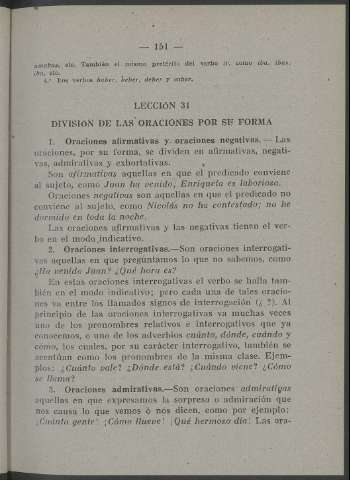 — 151 —
amabas, etc. También el mismo pretérito del verbo ir, como iba, ibas,
iba, etc.
4.º Los verbos haber, beber, deber y saber.
LECCIÓN 31
DIVISIÓN DE LAS ORACIONES POR SU FORMA
1. Oraciones afirmativas y oraciones negativas. — Las
oraciones, por su forma, se dividen en afirmativas, negati-
vas, admirativas y exhortativas.
Son afirmativas aquellas en que el predicado conviene
al sujeto, como Juan ha venido, Enriqueta es laboriosa.
Oraciones negativas son aquellas en que el predicado no
conviene al sujeto, como Nicolás no ha contestado; no he
dormido en toda la noche.
Las oraciones afirmativas y las negativas tienen el ver-
bo en el modo indicativo.
2. Oraciones interrogativas.—Son oraciones interrogati-
vas aquellas en que preguntamos lo que no sabemos, como
¿Ha venido Juan? ¿Qué hora es?
En estas oraciones interrogativas el verbo se halla tam-
bién en el modo indicativo; pero cada una de tales oracio-
nes va entre los llamados signos de interrogación (¿ ?). Al
principio de las oraciones interrogativas va muchas veces
uno de los pronombres relativos e interrogativos que ya
conocemos, o uno de los adverbios cuánto, dónde, cuándo y
como, los cuales, por su carácter interrogativo, también se
acentúan como los pronombres de la misma clase. Ejem-
plos: ¿Cuánto vale? ¿Dónde está? ¿Cuándo viene? ¿Cómo
se llama?
3. Oraciones admirativas.—Son oraciones admirativas
aquellas en que expresamos la sorpresa o admiración que
nos causa lo que vemos o nos dicen, como por ejemplo:
¡Cuánta gente! ¡Cómo llueve! ¡Qué hermoso día! Las ora-